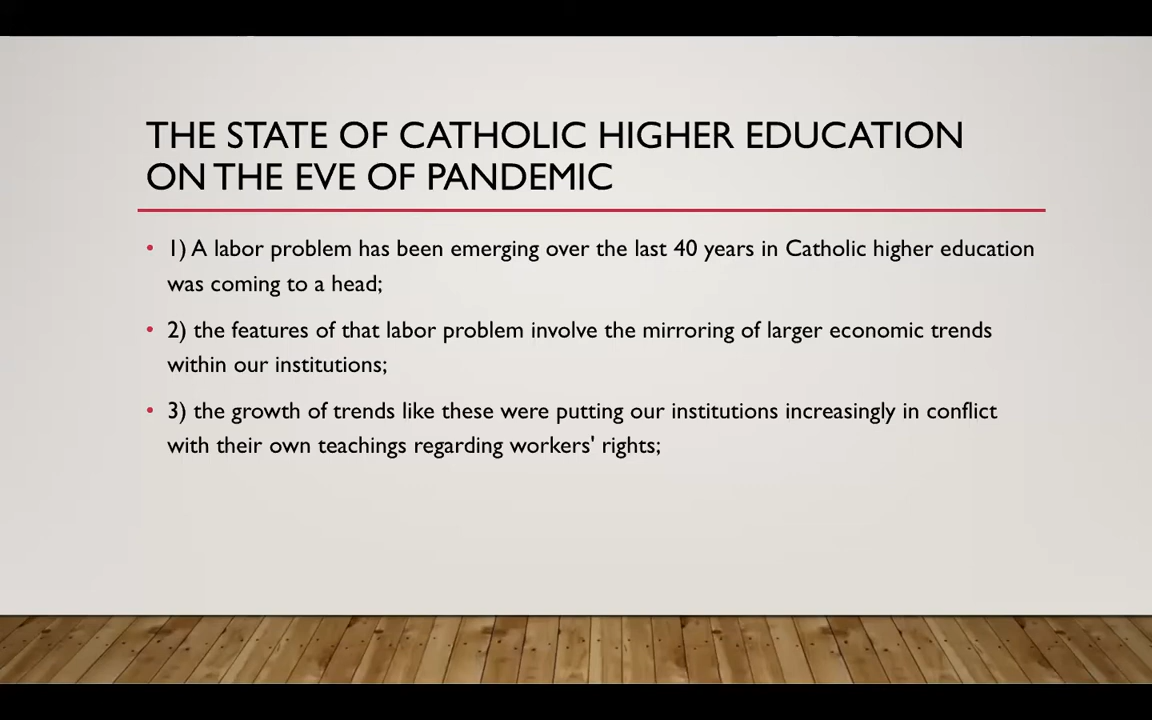 THE STATE OF CATHOLIC HIGHER EDUCATION
ON THE EVE OF PANDEMIC
• 1) A labor problem has been emerging over the last 40 years in Catholic higher education
was coming to a head;
• 2) the features of that labor problem involve the mirroring of larger economic trends
within our institutions;
• 3) the growth of trends like these were putting our institutions increasingly in conflict
with their own teachings regarding workers' rights;